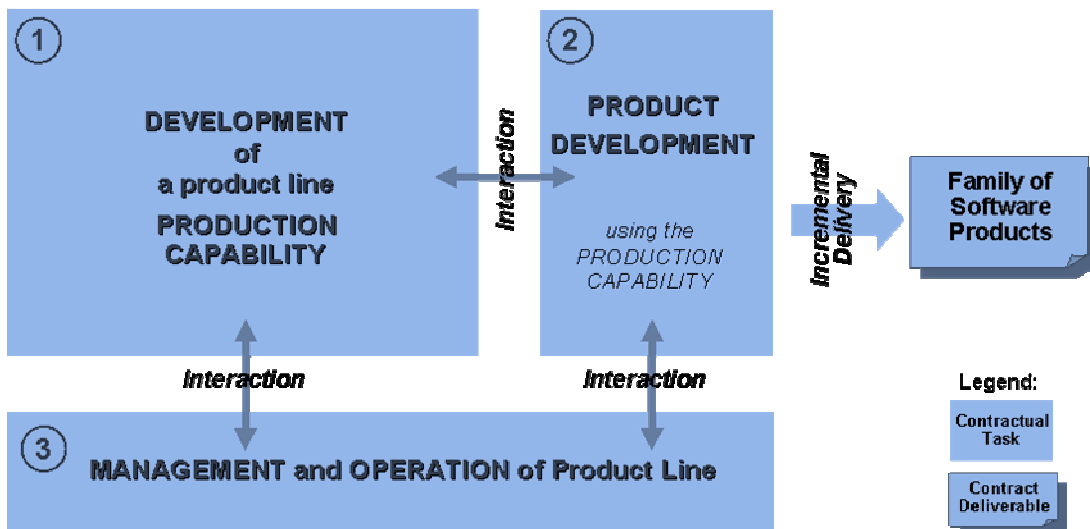 1
DEVELOPMENT
of
a product line
PRODUCTION
CAPABILITY
Interaction
2
PRODUCT
DEVELOPMENT
using the
PRODUCTION
CAPABILITY
Incremental
Delivery
Family of
Software
Products
Interaction
Interaction
3
MANAGEMENT and OPERATION of Product Line
Legend:
Contractual
Task
Contract
Deliverable